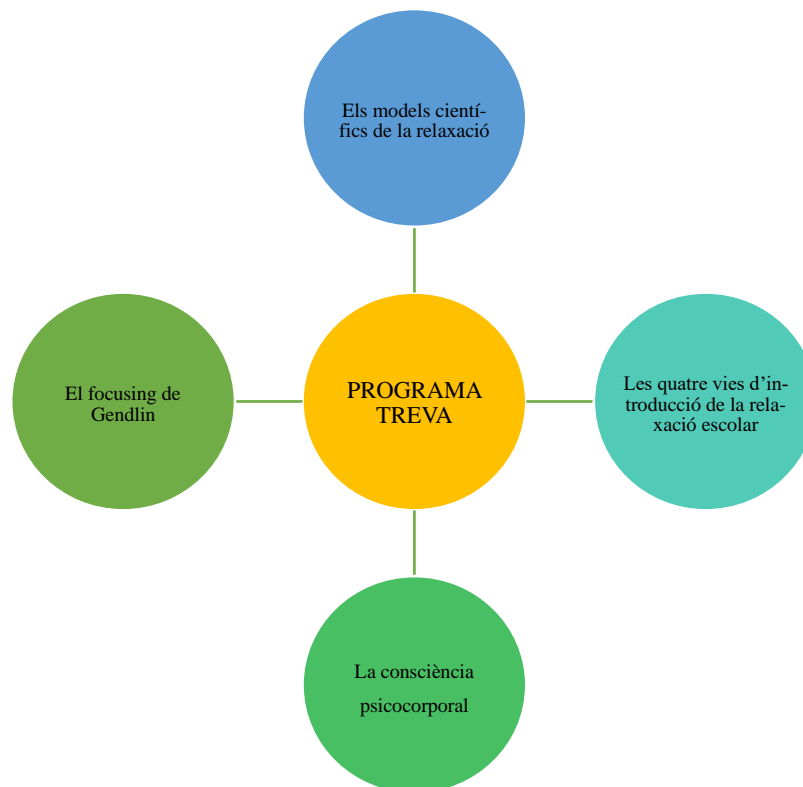 Els models cientí-
fics de la relaxació
El focusing de
Gendlin
PROGRAMA
TREVA
Les quatre vies d’in-
troducció de la rela-
xació escolar
La consciència
psicocorporal